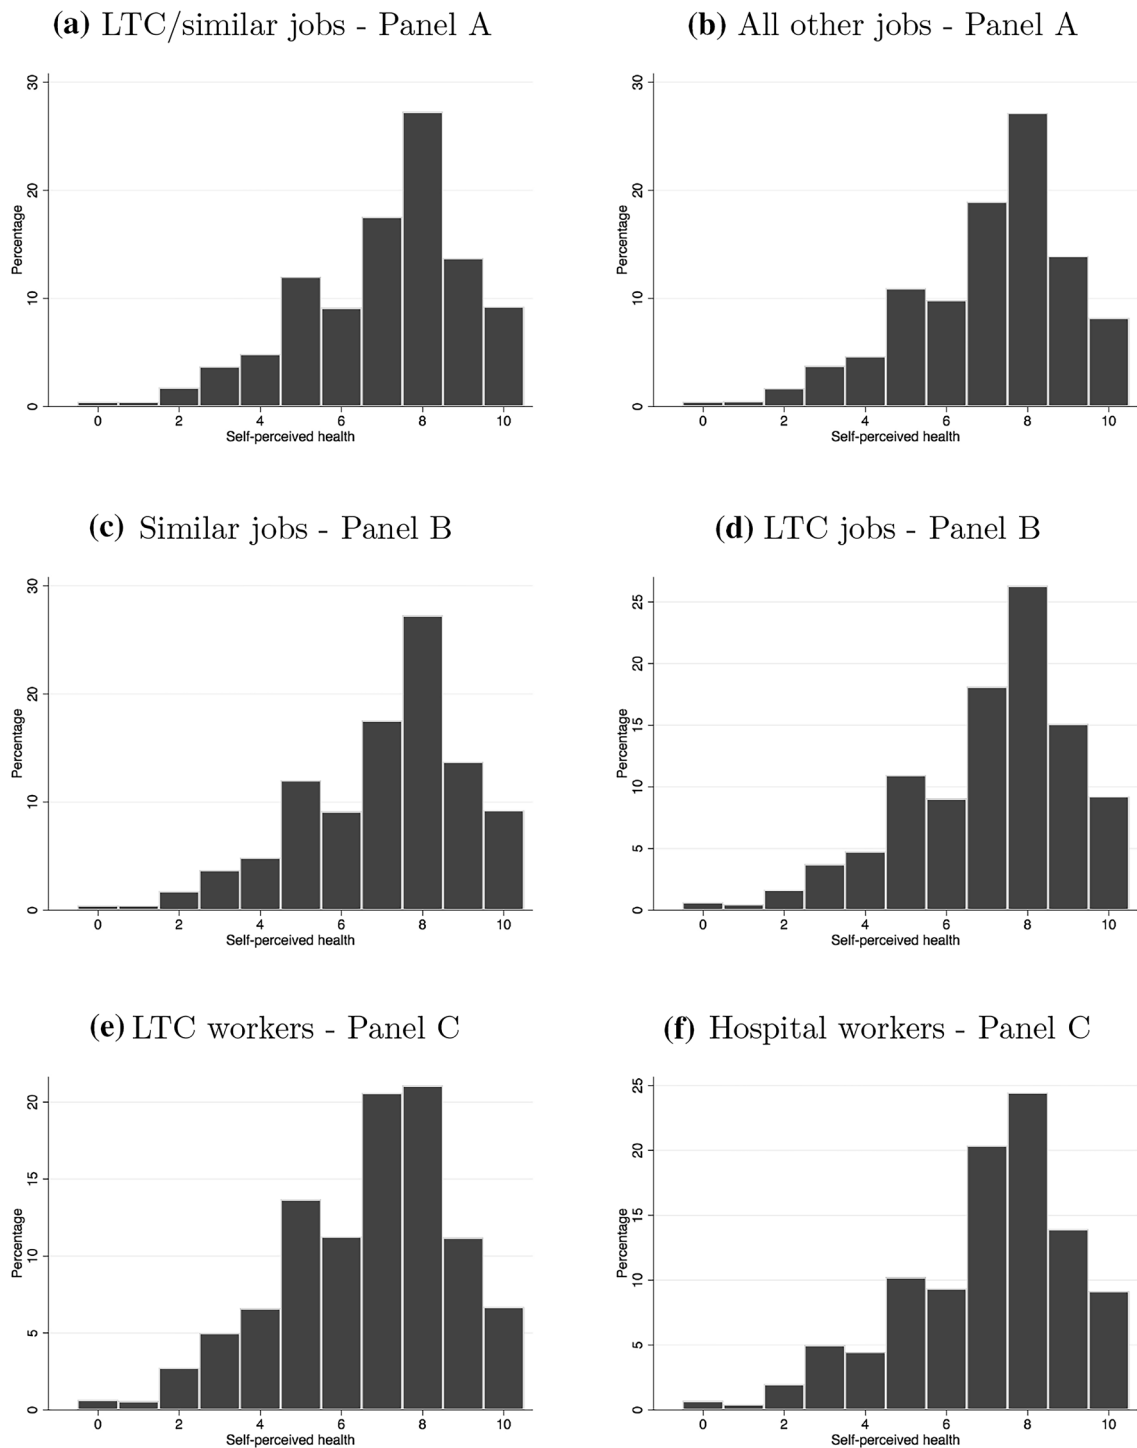 (a) LTC/similar jobs - Panel A
30
20
10
0
Percentage
0 2 4 6 8 10
Self-perceived health
(b) All other jobs - Panel A
30
20
10
0
Percentage
0 2 4 6 8 10
Self-perceived health
(c) Similar jobs - Panel B
30
20
10
0
Percentage
0 2 4 6 8 10
Self-perceived health
(d) LTC jobs - Panel B
25
20
15
10
5
0
Percentage
0 2 4 6 8 10
Self-perceived health
(e) LTC workers - Panel C
20
15
10
5
0
Percentage
0 2 4 6 8 10
Self-perceived health
(f) Hospital workers - Panel C
25
20
15
10
5
0
Percentage
0 2 4 6 8 10
Self-perceived health